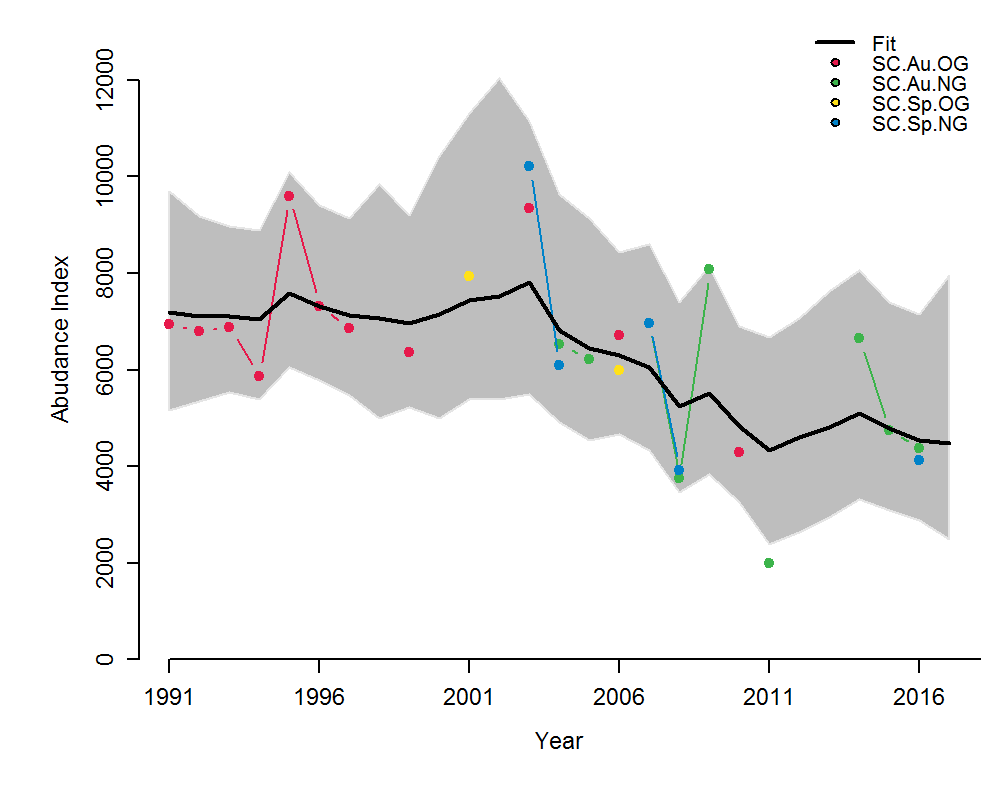 Fit
SC.Au.OG
SC.Au.NG
SC.Sp.OG
SC.Sp.NG
Abudance Index
12000
10000
8000
6000
4000
2000
0
1991 1996 2001 2006 2011 2016
Year